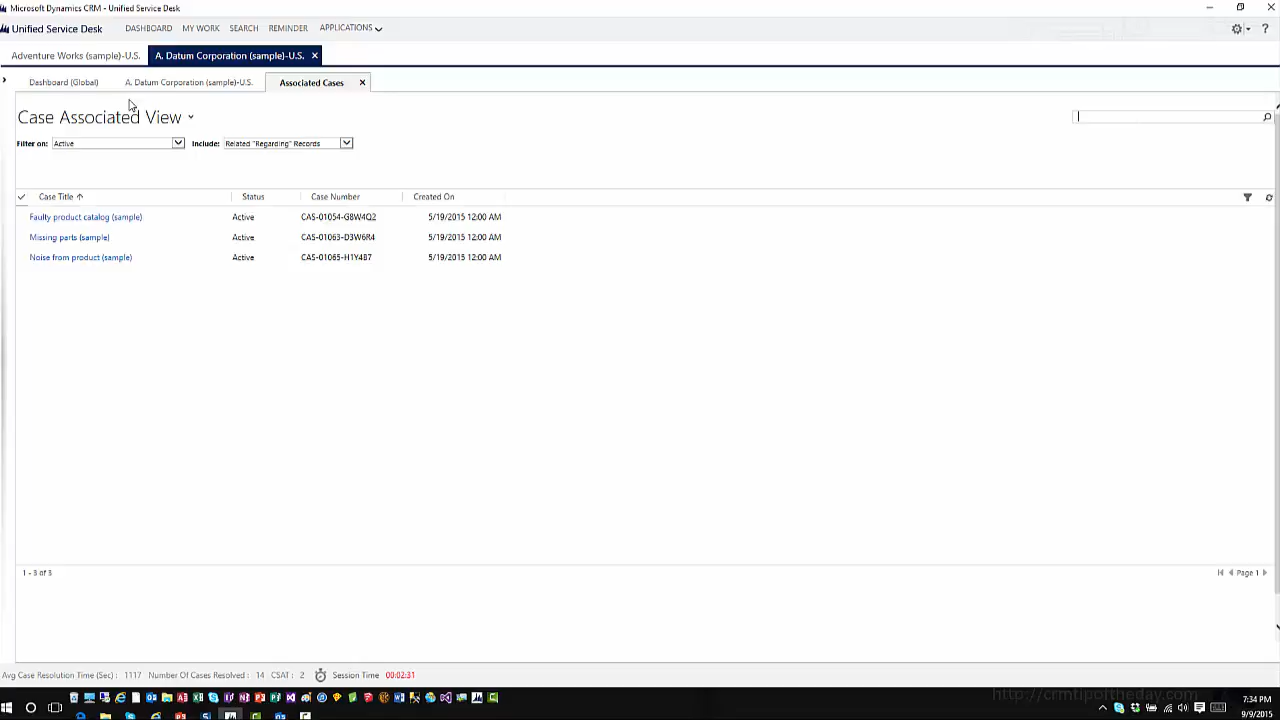 Microsoft Dynamics CRM - Unified Service Desk
Unified Service Desk DASHBOARD MY WORK SEARCH REMINDER APPLICATIONS
Adventure Works (sample)-U.S. A. Datum Corporation (sample)-U.S.
Dashboard (Global) A. Datum Corporation (sample)-U.S. Associated Cases
Case Associated View
Filter on: Active Include: Related "Regarding" Records
Case Title Status Case Number Created On
Faulty product catalog (sample) Active CAS-01054-G8W4Q2 5/19/2015 12:00 AM
Missing parts (sample) Active CAS-01063-D3W6R4 5/19/2015 12:00 AM
Noise from product (sample) Active CAS-01065-H1Y4B7 5/19/2015 12:00 AM
1 - 3 of 3 Page 1
Avg Case Resolution Time (Sec) : 1117 Number Of Cases Resolved : 14 CSAT : 2 Session Time 00:02:31
http://crmtipoftheday.com
7:34 PM
9/9/2015